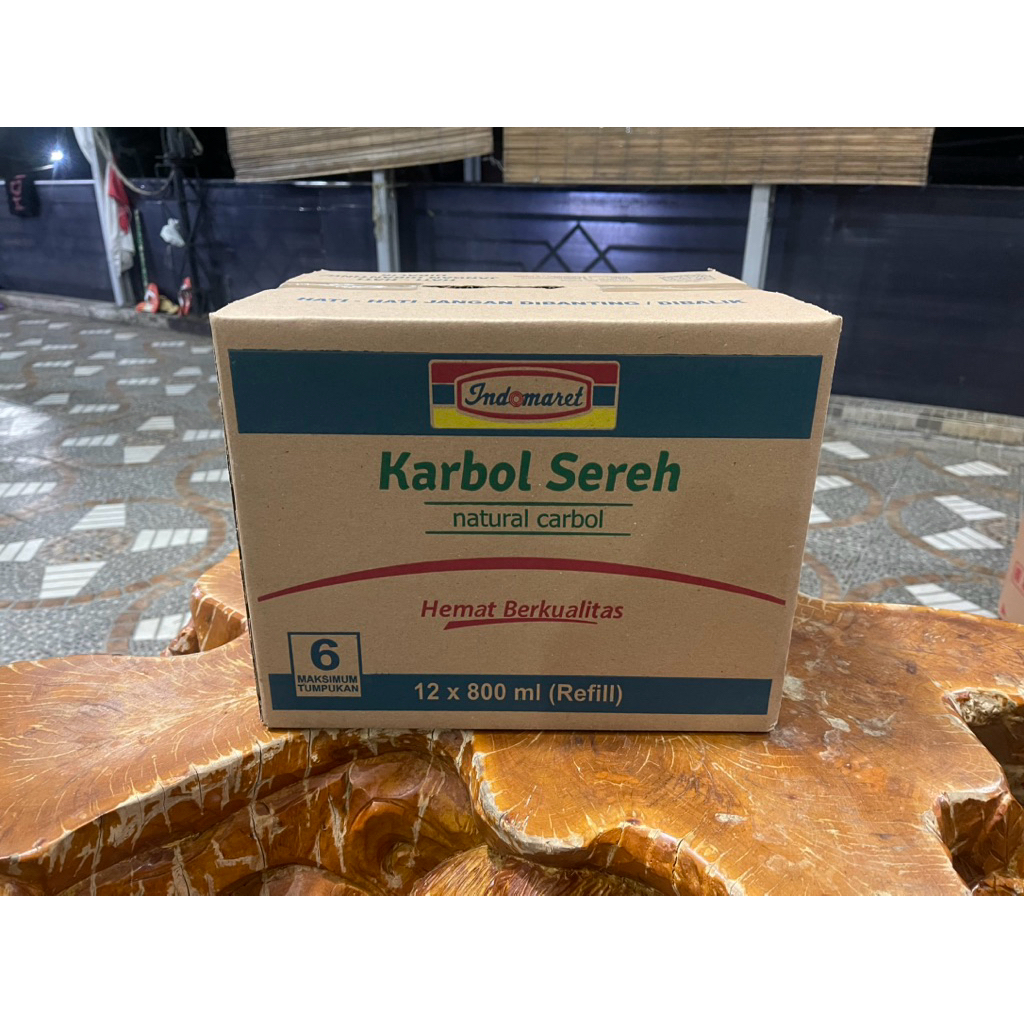 HATI - HATI JANGAN DIBANTING / DIBALIK
Indomaret
Karbol Sereh
natural carbol
Hemat Berkualitas
6
MAKSIMUM
TUMPUKAN
12 x 800 ml (Refill)